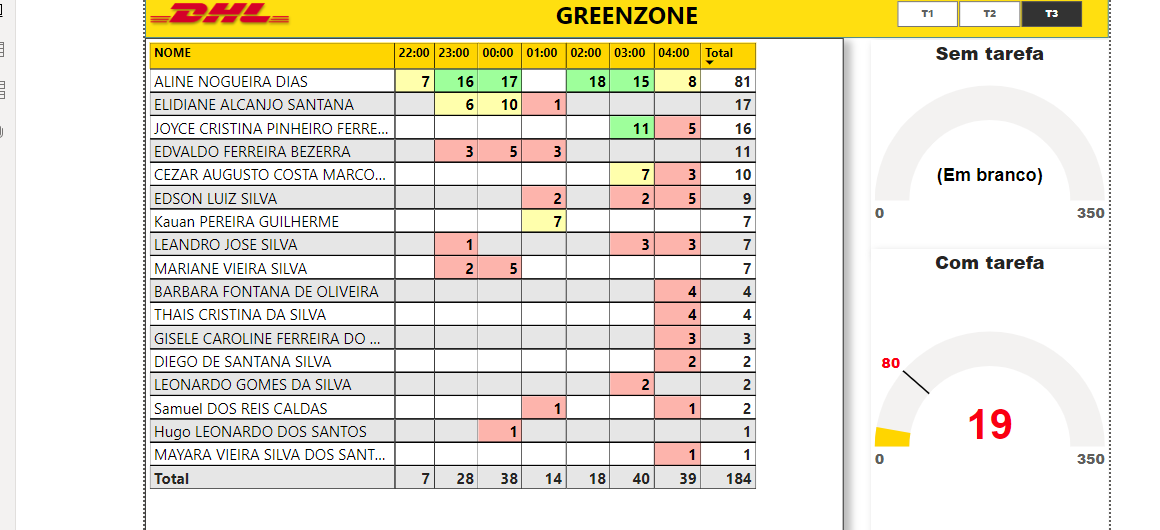 DHL
GREENZONE
T1 T2 T3
NOME 22:00 23:00 00:00 01:00 02:00 03:00 04:00 Total
ALINE NOGUEIRA DIAS 7 16 17 18 15 8 81
ELIDIANE ALCANJO SANTANA 6 10 1 17
JOYCE CRISTINA PINHEIRO FERRE... 11 5 16
EDVALDO FERREIRA BEZERRA 3 5 3 11
CEZAR AUGUSTO COSTA MARCO... 7 3 10
EDSON LUIZ SILVA 2 2 5 9
Kauan PEREIRA GUILHERME 7 7
LEANDRO JOSE SILVA 1 3 3 7
MARIANE VIEIRA SILVA 2 5 7
BARBARA FONTANA DE OLIVEIRA 4 4
THAIS CRISTINA DA SILVA 4 4
GISELE CAROLINE FERREIRA DO ... 3 3
DIEGO DE SANTANA SILVA 2 2
LEONARDO GOMES DA SILVA 2 2
Samuel DOS REIS CALDAS 1 1 2
Hugo LEONARDO DOS SANTOS 1 1
MAYARA VIEIRA SILVA DOS SANT... 1 1
Total 7 28 38 14 18 40 39 184
Sem tarefa
(Em branco)
0 350
Com tarefa
80
19
0 350